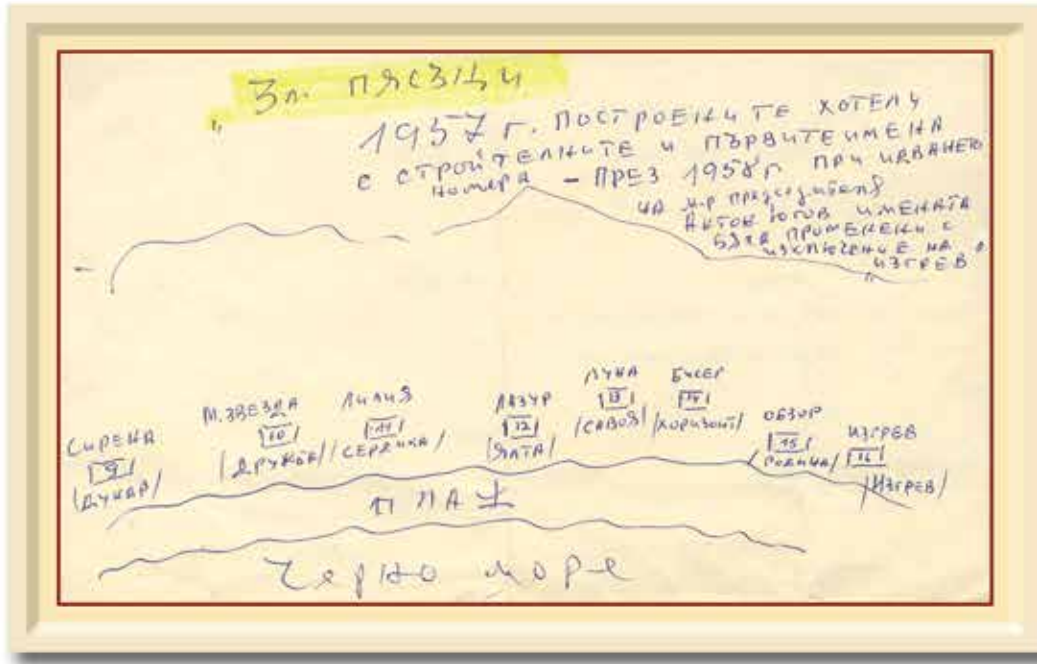 Зл. ПЯСЪЦИ
" 1957 г. ПОСТРОЕНИТЕ ХОТЕЛИ
С СТРОИТЕЛНИТЕ И ПЪРВИТЕ ИМЕНА
НОМЕРА - ПРЕЗ 1958 г ПРИ ИДВАНЕТО
НА М-Р ПРЕДСЕДИТЕЛЯ
АНТОН ЮГОВ ИМЕНАТА
БЯХА ПРОМЕНЕНИ С
ИЗКЛЮЧЕНИЕ НА
"ИЗГРЕВ"
СИРЕНА М. ЗВЕЗДА ЛИЛИЯ ЛАЗУР ЛУНА БИСЕР ОБЗОР ИЗГРЕВ
9 10 11 12 13 14 15 16
/ДУНАВ/ /ДРУЖБА/ /СЕРДИКА/ /ЯЛТА/ /САВОЯ/ /ХОРИЗОНТ/ /РОДИНА/ /ИЗГРЕВ/
ПЛАЖ
Черно море